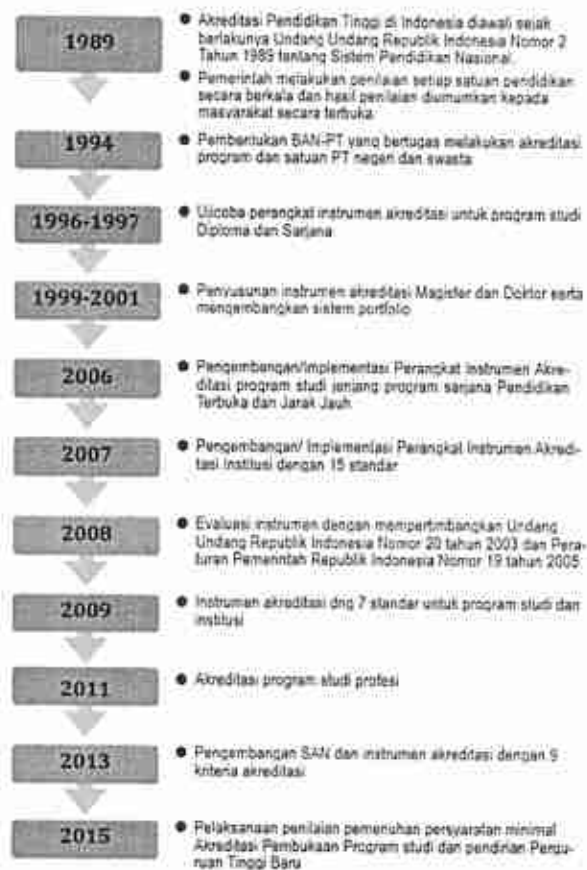 1989
● Akreditasi Pendidikan Tinggi di Indonesia diawali sejak
berlakunya Undang Undang Republik Indonesia Nomor 2
Tahun 1989 tentang Sistem Pendidikan Nasional.
● Pemerintah melakukan penilaian setiap satuan pendidikan
secara berkala dan hasil penilaian diumumkan kepada
masyarakat secara terbuka
1994
● Pembentukan BAN-PT yang bertugas melakukan akreditasi
program dan satuan PT negeri dan swasta
1996-1997
● Ujicoba perangkat instrumen akreditasi untuk program studi
Diploma dan Sarjana
1999-2001
● Penyusunan instrumen akreditasi Magister dan Doktor serta
mengembangkan sistem portfolio
2006
● Pengembangan/Implementasi Perangkat Instrumen Akre-
ditasi program studi jenjang program sarjana Pendidikan
Terbuka dan Jarak Jauh
2007
● Pengembangan/ Implementasi Perangkat Instrumen Akredi-
tasi Institusi dengan 15 standar
2008
● Evaluasi instrumen dengan mempertimbangkan Undang
Undang Republik Indonesia Nomor 20 tahun 2003 dan Pera-
turan Pemerintah Republik Indonesia Nomor 19 tahun 2005
2009
● Instrumen akreditasi dng 7 standar untuk program studi dan
institusi
2011
● Akreditasi program studi profesi
2013
● Pengembangan SAN dan instrumen akreditasi dengan 9
kriteria akreditasi
2015
● Pelaksanaan penilaian pemenuhan persyaratan minimal
Akreditasi Pembukaan Program studi dan pendirian Pergu-
ruan Tinggi Baru